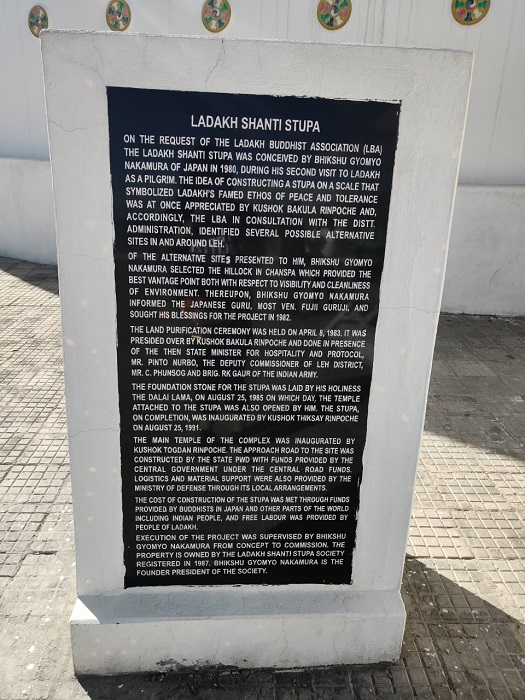 LADAKH SHANTI STUPA
ON THE REQUEST OF THE LADAKH BUDDHIST ASSOCIATION (LBA)
THE LADAKH SHANTI STUPA WAS CONCEIVED BY BHIKSHU GYOMYO
NAKAMURA OF JAPAN IN 1980, DURING HIS SECOND VISIT TO LADAKH
AS A PILGRIM. THE IDEA OF CONSTRUCTING A STUPA ON A SCALE THAT
SYMBOLIZED LADAKH'S FAMED ETHOS OF PEACE AND TOLERANCE
WAS AT ONCE APPRECIATED BY KUSHOK BAKULA RINPOCHE AND,
ACCORDINGLY, THE LBA IN CONSULTATION WITH THE DISTT.
ADMINISTRATION, IDENTIFIED SEVERAL POSSIBLE ALTERNATIVE
SITES IN AND AROUND LEH.
OF THE ALTERNATIVE SITES PRESENTED TO HIM, BHIKSHU GYOMYO
NAKAMURA SELECTED THE HILLOCK IN CHANSPA WHICH PROVIDED THE
BEST VANTAGE POINT BOTH WITH RESPECT TO VISIBILITY AND CLEANLINESS
OF ENVIRONMENT. THEREUPON, BHIKSHU GYOMYO NAKAMURA
INFORMED THE JAPANESE GURU, MOST VEN. FUJII GURUJI, AND
SOUGHT HIS BLESSINGS FOR THE PROJECT IN 1982.
THE LAND PURIFICATION CEREMONY WAS HELD ON APRIL 8, 1983. IT WAS
PRESIDED OVER BY KUSHOK BAKULA RINPOCHE AND DONE IN PRESENCE
OF THE THEN STATE MINISTER FOR HOSPITALITY AND PROTOCOL,
MR. PINTO NURBO, THE DEPUTY COMMISSIONER OF LEH DISTRICT,
MR. C. PHUNSOG AND BRIG. RK GAUR OF THE INDIAN ARMY.
THE FOUNDATION STONE FOR THE STUPA WAS LAID BY HIS HOLINESS
THE DALAI LAMA, ON AUGUST 25, 1985 ON WHICH DAY, THE TEMPLE
ATTACHED TO THE STUPA WAS ALSO OPENED BY HIM. THE STUPA,
ON COMPLETION, WAS INAUGURATED BY KUSHOK THIKSAY RINPOCHE
ON AUGUST 25, 1991.
THE MAIN TEMPLE OF THE COMPLEX WAS INAUGURATED BY
KUSHOK TOGDAN RINPOCHE. THE APPROACH ROAD TO THE SITE WAS
CONSTRUCTED BY THE STATE PWD WITH FUNDS PROVIDED BY THE
CENTRAL GOVERNMENT UNDER THE CENTRAL ROAD FUNDS.
LOGISTICS AND MATERIAL SUPPORT WERE ALSO PROVIDED BY THE
MINISTRY OF DEFENSE THROUGH ITS LOCAL ARRANGEMENTS.
THE COST OF CONSTRUCTION OF THE STUPA WAS MET THROUGH FUNDS
PROVIDED BY BUDDHISTS IN JAPAN AND OTHER PARTS OF THE WORLD
INCLUDING INDIAN PEOPLE, AND FREE LABOUR WAS PROVIDED BY
PEOPLE OF LADAKH.
EXECUTION OF THE PROJECT WAS SUPERVISED BY BHIKSHU
GYOMYO NAKAMURA FROM CONCEPT TO COMMISSION. THE
PROPERTY IS OWNED BY THE LADAKH SHANTI STUPA SOCIETY
REGISTERED IN 1987. BHIKSHU GYOMYO NAKAMURA IS THE
FOUNDER PRESIDENT OF THE SOCIETY.